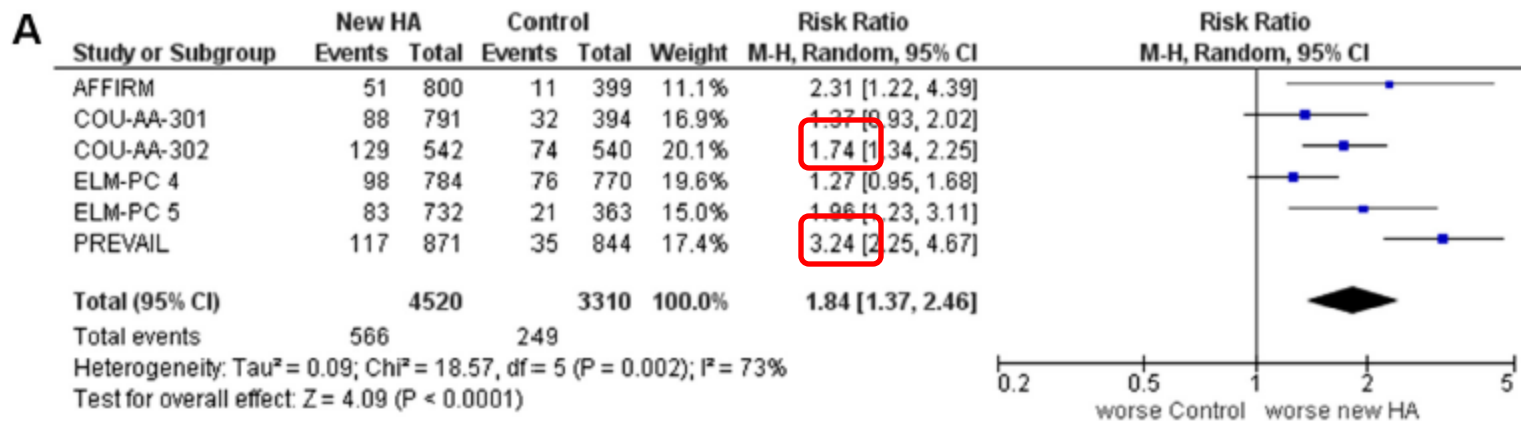 A
New HA Control Risk Ratio Risk Ratio
Study or Subgroup Events Total Events Total Weight M-H, Random, 95% CI M-H, Random, 95% CI
AFFIRM 51 800 11 399 11.1% 2.31 [1.22, 4.39]
COU-AA-301 88 791 32 394 16.9% 1.37 [0.93, 2.02]
COU-AA-302 129 542 74 540 20.1% 1.74 [1.34, 2.25]
ELM-PC 4 98 784 76 770 19.6% 1.27 [0.95, 1.68]
ELM-PC 5 83 732 21 363 15.0% 1.96 [1.23, 3.11]
PREVAIL 117 871 35 844 17.4% 3.24 [2.25, 4.67]
Total (95% CI) 4520 3310 100.0% 1.84 [1.37, 2.46]
Total events 566 249
Heterogeneity: Tau² = 0.09; Chi² = 18.57, df = 5 (P = 0.002); I² = 73%
Test for overall effect: Z = 4.09 (P < 0.0001)
0.2 0.5 1 2 5
worse Control worse new HA